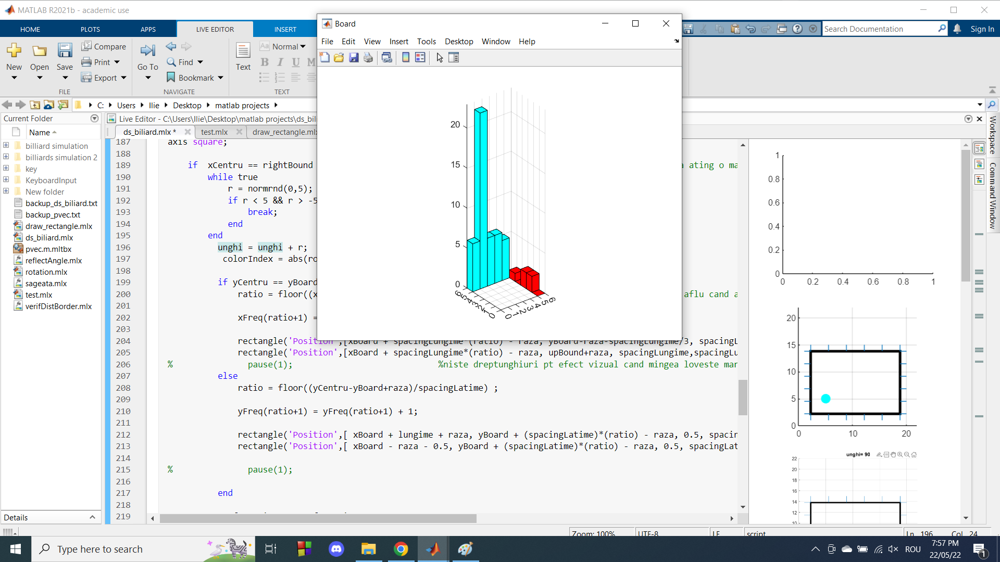 MATLAB R2021b - academic use
HOME PLOTS APPS LIVE EDITOR INSERT
Search Documentation Sign In
New Open Save Compare Print Export
FILE
Go To Find Bookmark
NAVIGATE
Text Normal
B I U M
TEXT
C: Users Ilie Desktop matlab projects
Current Folder
Name
billiard simulation
billiards simulation 2
key
KeyboardInput
New folder
backup_ds_biliard.txt
backup_pvec.txt
draw_rectangle.mlx
ds_biliard.mlx
pvec.m.mltbx
reflectAngle.mlx
rotation.mlx
sageata.mlx
test.mlx
verifDistBorder.mlx
Details
Live Editor - C:\Users\Ilie\Desktop\matlab projects\ds_bili
ds_biliard.mlx * test.mlx draw_rectangle.mlx
187 axis square;
188
189 if xCentru == rightBound ating o ma
190 while true
191 r = normrnd(0,5);
192 if r < 5 && r > -5
193 break;
194 end
195 end
196 unghi = unghi + r;
197 colorIndex = abs(ro
198
199 if yCentru == yBoard
200 ratio = floor((x aflu cand a
201
202 xFreq(ratio+1) =
203
204 rectangle('Position',[xBoard + spacingLungime*(ratio) - raza, yBoard-raza-spacingLungime/3, spacingL
205 rectangle('Position',[xBoard + spacingLungime*(ratio) - raza, upBound+raza, spacingLungime,spacingLu
206 % pause(1); %niste dreptunghiuri pt efect vizual cand mingea loveste mar
207 else
208 ratio = floor((yCentru-yBoard+raza)/spacingLatime) ;
209
210 yFreq(ratio+1) = yFreq(ratio+1) + 1;
211
212 rectangle('Position',[ xBoard + lungime + raza, yBoard + (spacingLatime)*(ratio) - raza, 0.5, spacin
213 rectangle('Position',[ xBoard - raza - 0.5, yBoard + (spacingLatime)*(ratio) - raza, 0.5, spacingLat
214
215 % pause(1);
216
217 end
218
219
Board
File Edit View Insert Tools Desktop Window Help
20
15
10
5
0
6 5 4 3 2 1 0
0 1 2 3 4 5 6
1
0.8
0.6
0.4
0.2
0
0 0.2 0.4 0.6 0.8 1
20
15
10
5
0
0 10 20
unghi= 90
22
20
18
16
14
12
10
Workspace
Command Window
Zoom: 100% UTF-8 LF script Ln 196 Col 24
Type here to search
ROU
7:57 PM
22/05/22
1